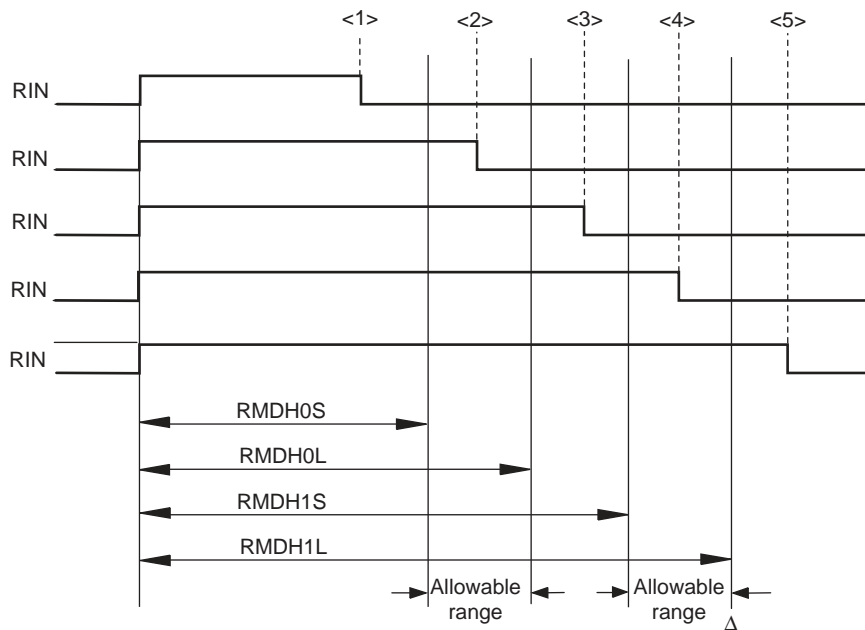 <1> <2> <3> <4> <5>
RIN
RIN
RIN
RIN
RIN
RMDH0S
RMDH0L
RMDH1S
RMDH1L
Allowable range
Allowable range
Δ